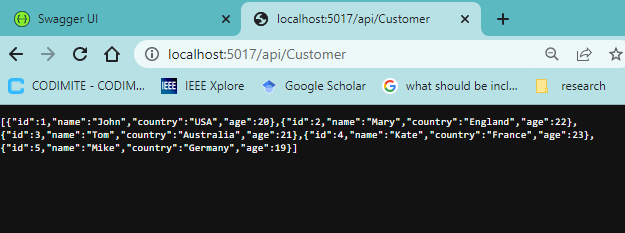 Swagger UI
localhost:5017/api/Customer
localhost:5017/api/Customer
CODIMITE - CODIM...
IEEE
IEEE Xplore
Google Scholar
what should be incl...
research
[{"id":1,"name":"John","country":"USA","age":20},{"id":2,"name":"Mary","country":"England","age":22},
{"id":3,"name":"Tom","country":"Australia","age":21},{"id":4,"name":"Kate","country":"France","age":23},
{"id":5,"name":"Mike","country":"Germany","age":19}]